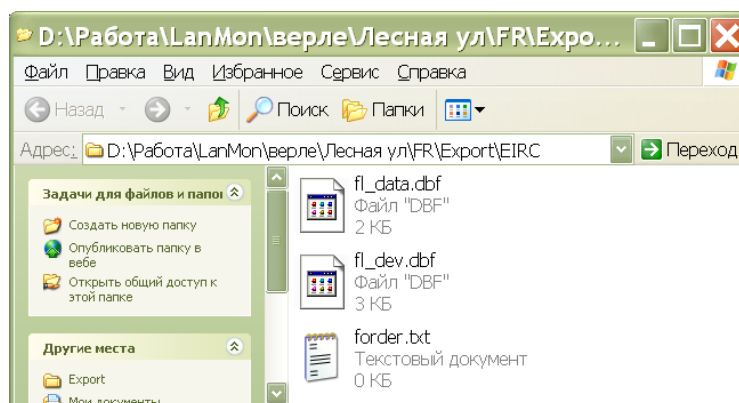 D:\Работа\LanMon\верле\Лесная ул\FR\Expo...
Файл Правка Вид Избранное Сервис Справка
Назад Поиск Папки
Адрес: D:\Работа\LanMon\верле\Лесная ул\FR\Export\EIRC Переход
Задачи для файлов и папок
Создать новую папку
Опубликовать папку в
вебе
Открыть общий доступ к
этой папке
Другие места
Export
Мои документы
fl_data.dbf
Файл "DBF"
2 КБ
fl_dev.dbf
Файл "DBF"
3 КБ
forder.txt
Текстовый документ
0 КБ